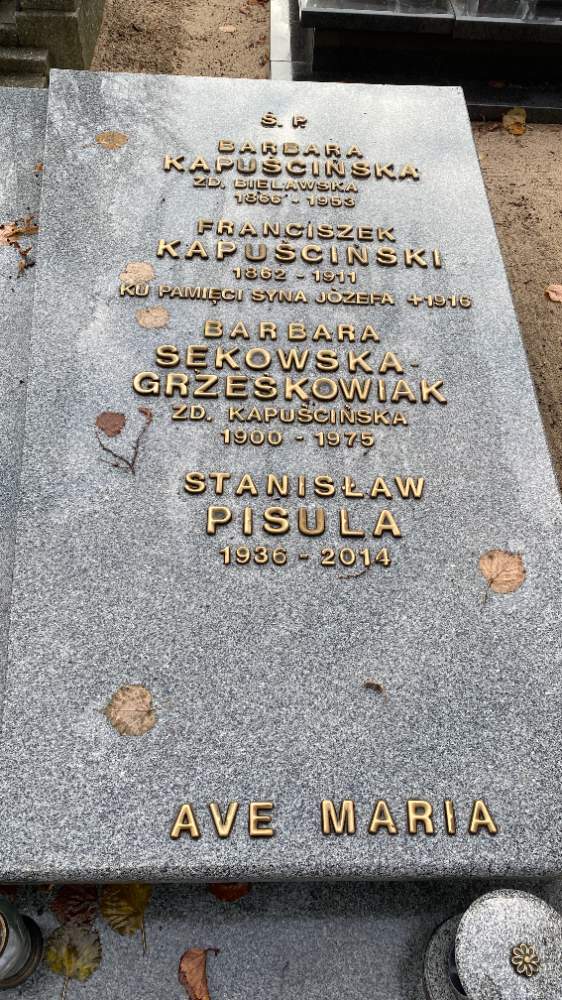 Ś. P.
BARBARA
KAPUŚCIŃSKA
ZD. BIELAWSKA
1866 - 1953
FRANCISZEK
KAPUŚCIŃSKI
1862 - 1911
KU PAMIĘCI SYNA JÓZEFA +1916
BARBARA
SĘKOWSKA-
GRZEŚKOWIAK
ZD. KAPUŚCIŃSKA
1900 - 1975
STANISŁAW
PISULA
1936 - 2014
AVE MARIA